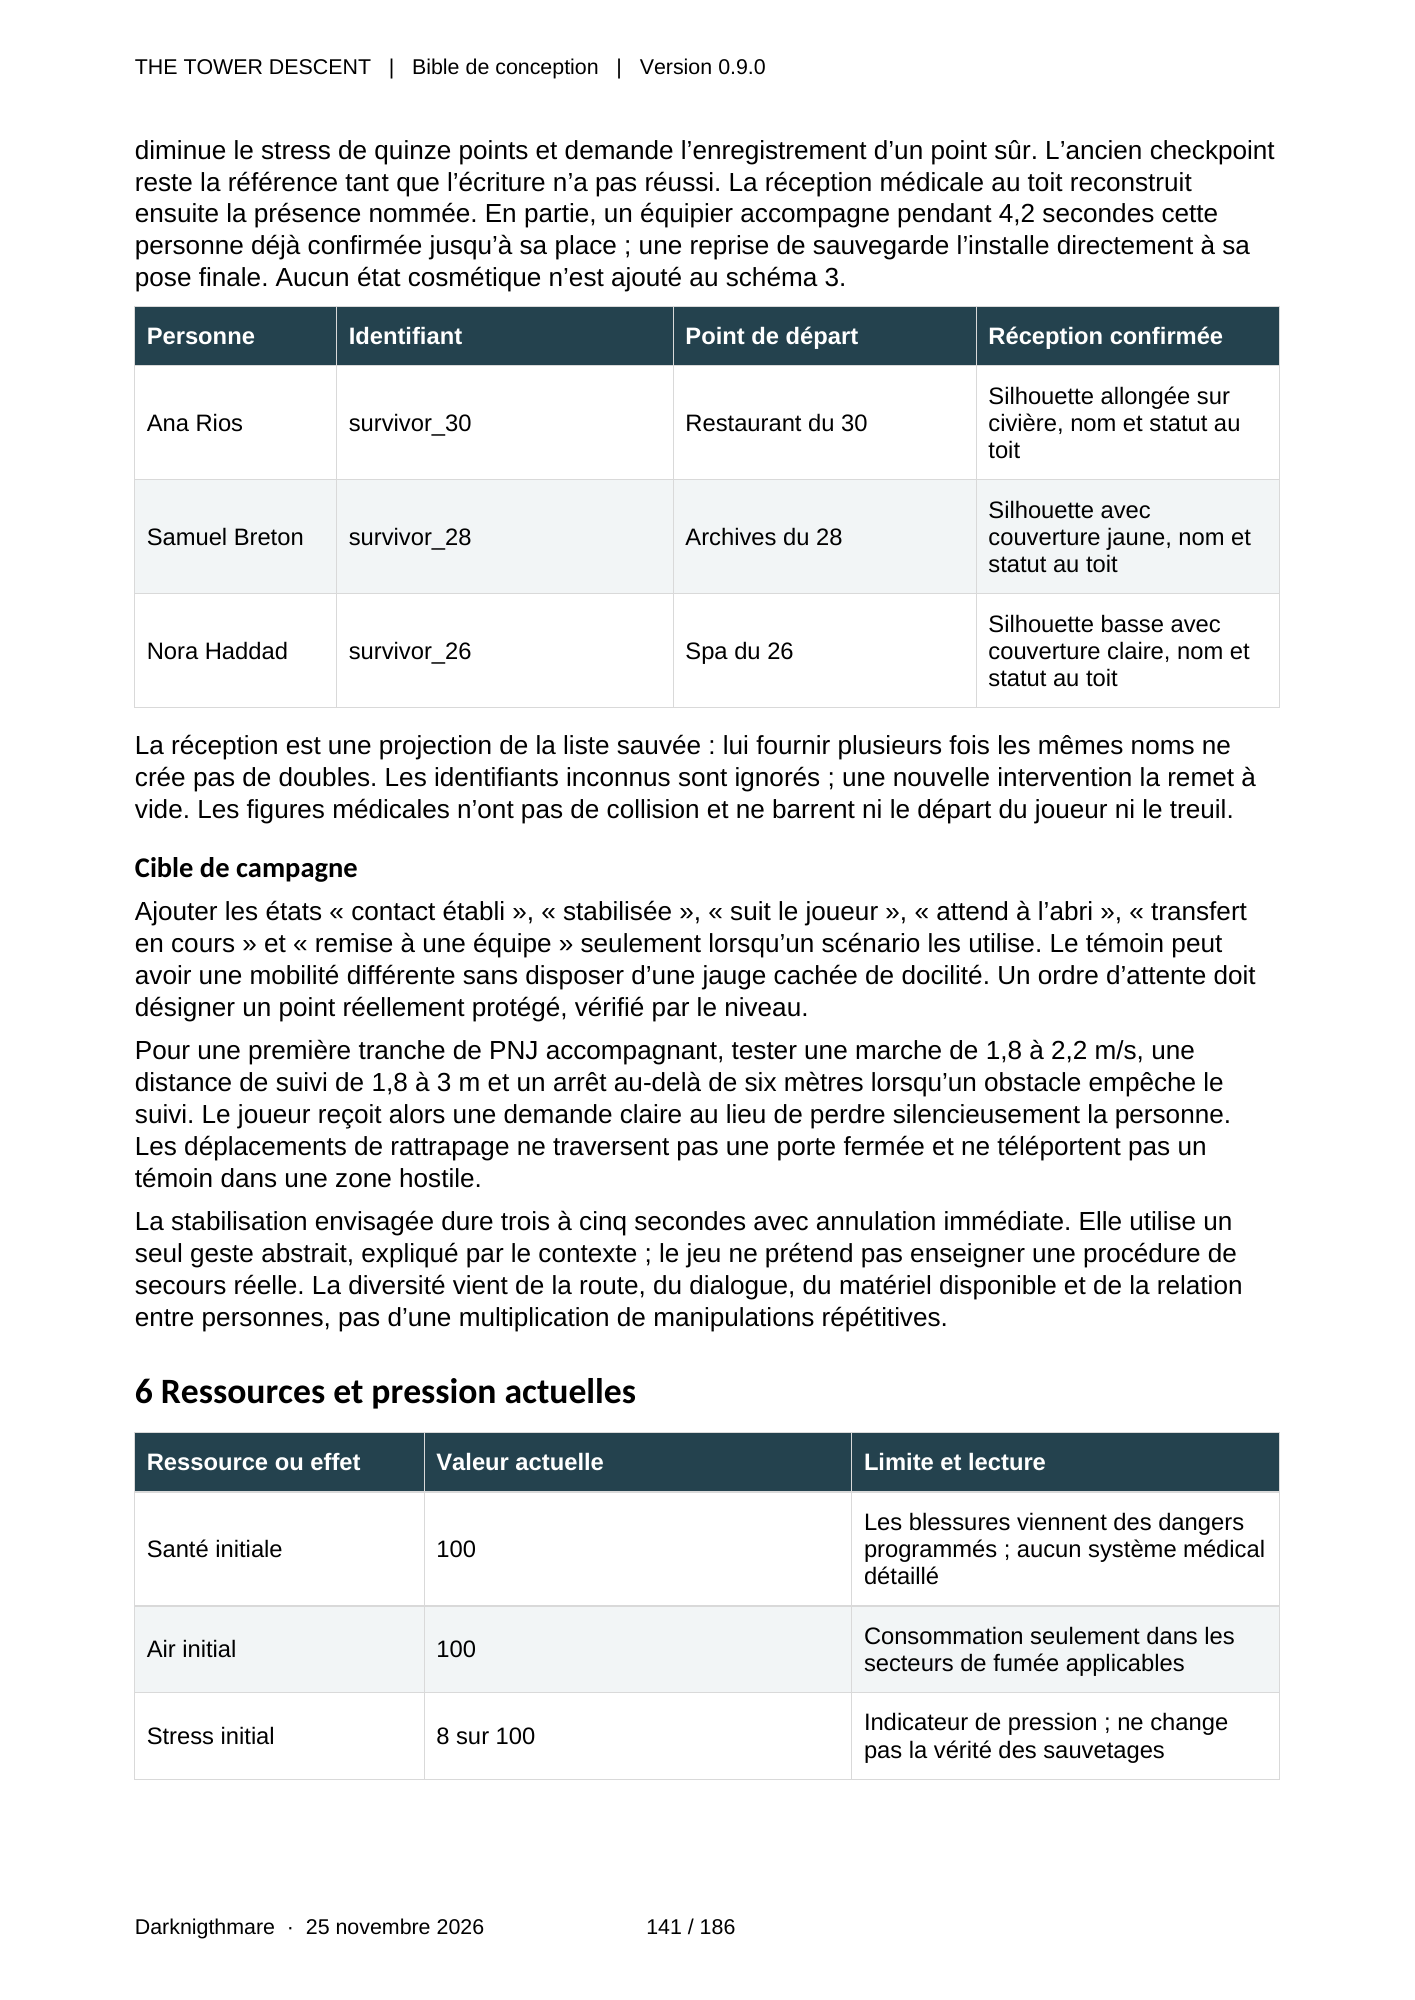 THE TOWER DESCENT | Bible de conception | Version 0.9.0
diminue le stress de quinze points et demande l’enregistrement d’un point sûr. L’ancien checkpoint
reste la référence tant que l’écriture n’a pas réussi. La réception médicale au toit reconstruit
ensuite la présence nommée. En partie, un équipier accompagne pendant 4,2 secondes cette
personne déjà confirmée jusqu’à sa place ; une reprise de sauvegarde l’installe directement à sa
pose finale. Aucun état cosmétique n’est ajouté au schéma 3.
Personne Identifiant Point de départ Réception confirmée
Silhouette allongée sur
Ana Rios survivor_30 Restaurant du 30 civière, nom et statut au
toit
Silhouette avec
Samuel Breton survivor_28 Archives du 28 couverture jaune, nom et
statut au toit
Silhouette basse avec
Nora Haddad survivor_26 Spa du 26 couverture claire, nom et
statut au toit
La réception est une projection de la liste sauvée : lui fournir plusieurs fois les mêmes noms ne
crée pas de doubles. Les identifiants inconnus sont ignorés ; une nouvelle intervention la remet à
vide. Les figures médicales n’ont pas de collision et ne barrent ni le départ du joueur ni le treuil.
Cible de campagne
Ajouter les états « contact établi », « stabilisée », « suit le joueur », « attend à l’abri », « transfert
en cours » et « remise à une équipe » seulement lorsqu’un scénario les utilise. Le témoin peut
avoir une mobilité différente sans disposer d’une jauge cachée de docilité. Un ordre d’attente doit
désigner un point réellement protégé, vérifié par le niveau.
Pour une première tranche de PNJ accompagnant, tester une marche de 1,8 à 2,2 m/s, une
distance de suivi de 1,8 à 3 m et un arrêt au-delà de six mètres lorsqu’un obstacle empêche le
suivi. Le joueur reçoit alors une demande claire au lieu de perdre silencieusement la personne.
Les déplacements de rattrapage ne traversent pas une porte fermée et ne téléportent pas un
témoin dans une zone hostile.
La stabilisation envisagée dure trois à cinq secondes avec annulation immédiate. Elle utilise un
seul geste abstrait, expliqué par le contexte ; le jeu ne prétend pas enseigner une procédure de
secours réelle. La diversité vient de la route, du dialogue, du matériel disponible et de la relation
entre personnes, pas d’une multiplication de manipulations répétitives.
6 Ressources et pression actuelles
Ressource ou effet Valeur actuelle Limite et lecture
Les blessures viennent des dangers
Santé initiale 100 programmés ; aucun système médical
détaillé
Air initial 100 Consommation seulement dans les
secteurs de fumée applicables
Stress initial 8 sur 100 Indicateur de pression ; ne change
pas la vérité des sauvetages
Darknigthmare · 25 novembre 2026 141 / 186